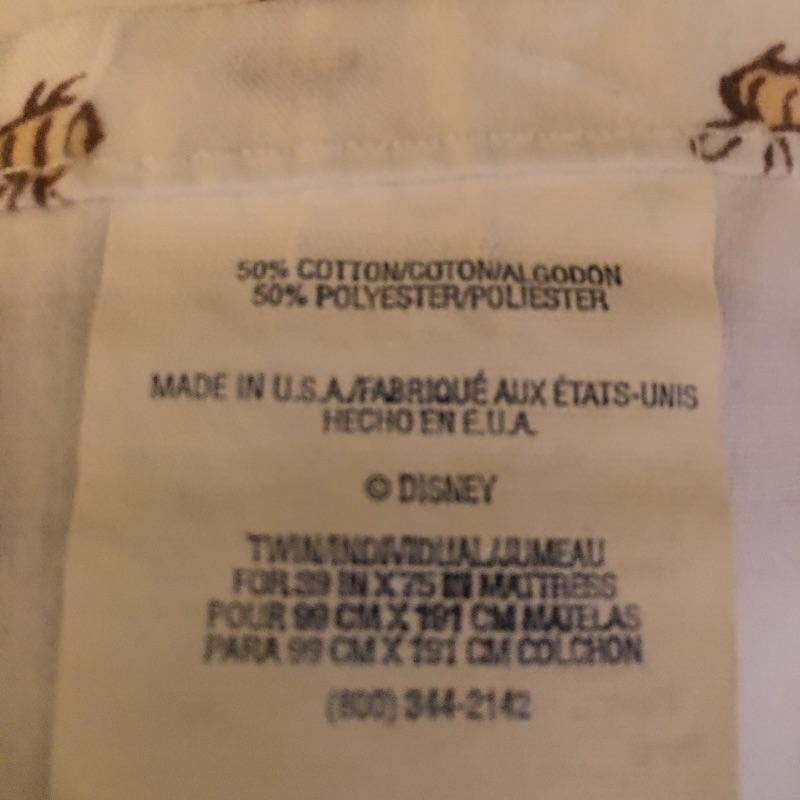 50% COTTON/COTON/ALGODON
50% POLYESTER/POLIESTER
MADE IN U.S.A./FABRIQUÉ AUX ÉTATS-UNIS
HECHO EN E.U.A.
© DISNEY
TWIN/INDIVIDUAL/JUMEAU
FOR 39 IN X 75 IN MATTRESS
POUR 99 CM X 191 CM MATELAS
PARA 99 CM X 191 CM COLCHON
(800) 344-2142